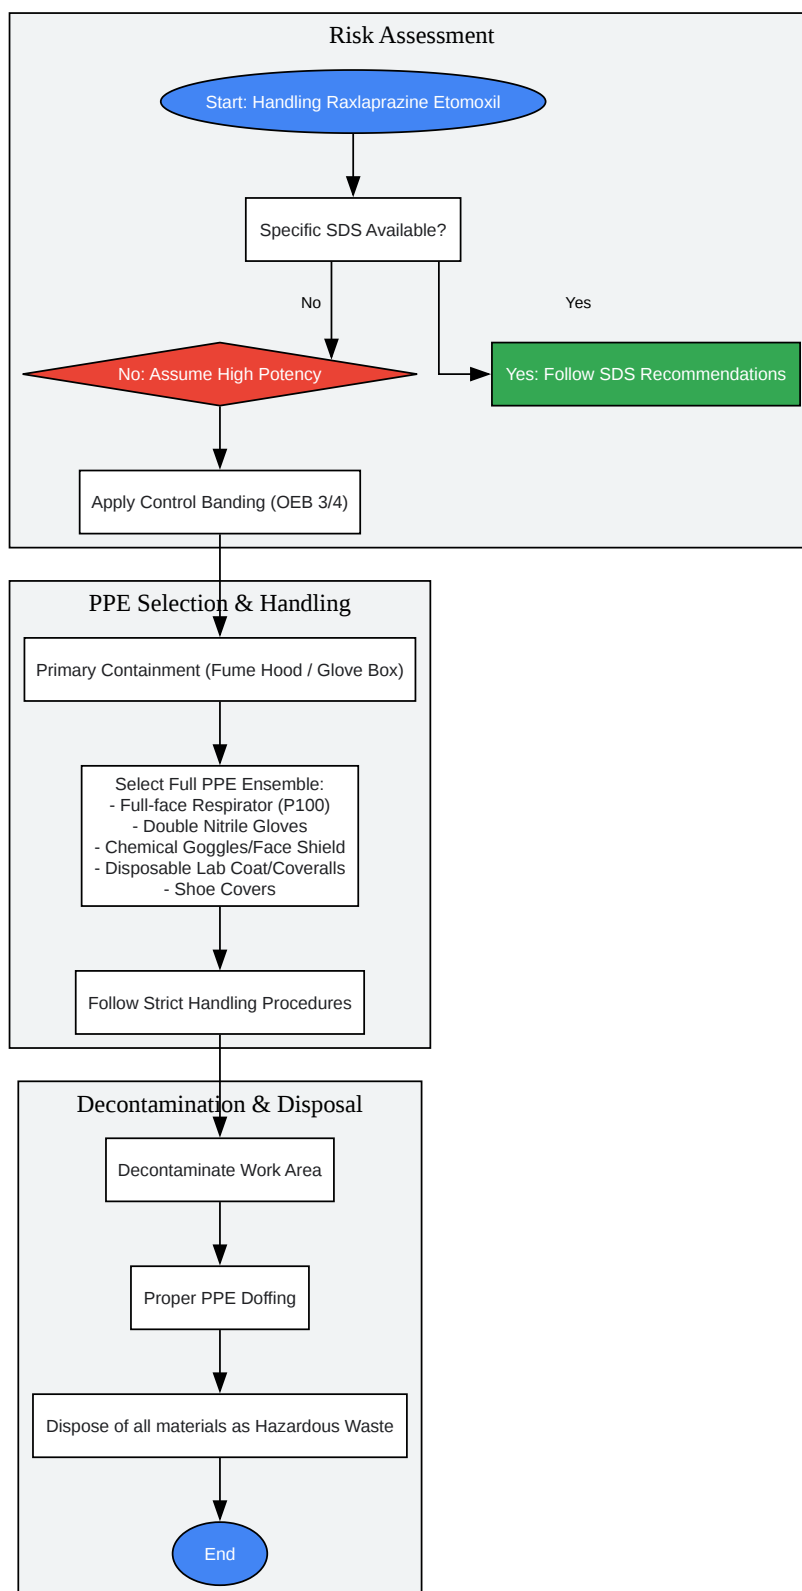 Risk Assessment
Start: Handling Raxlaprazine Etomoxil
Specific SDS Available?
No
Yes
No: Assume High Potency
Yes: Follow SDS Recommendations
Apply Control Banding (OEB 3/4)
PPE Selection & Handling
Primary Containment (Fume Hood / Glove Box)
Select Full PPE Ensemble:
- Full-face Respirator (P100)
- Double Nitrile Gloves
- Chemical Goggles/Face Shield
- Disposable Lab Coat/Coveralls
- Shoe Covers
Follow Strict Handling Procedures
Decontamination & Disposal
Decontaminate Work Area
Proper PPE Doffing
Dispose of all materials as Hazardous Waste
End